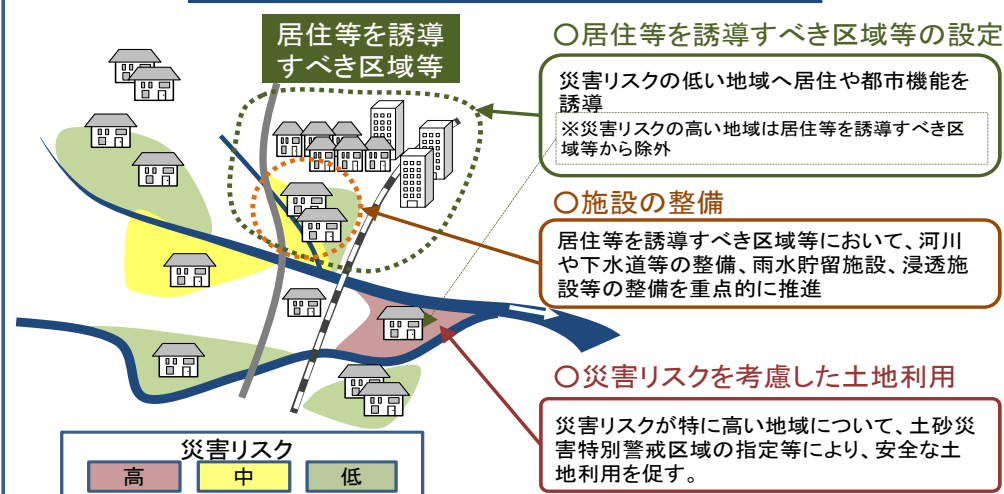 居住等を誘導
すべき区域等
〇居住等を誘導すべき区域等の設定
災害リスクの低い地域へ居住や都市機能を
誘導
※災害リスクの高い地域は居住等を誘導すべき区
域等から除外
〇施設の整備
居住等を誘導すべき区域等において、河川
や下水道等の整備、雨水貯留施設、浸透施
設等の整備を重点的に推進
〇災害リスクを考慮した土地利用
災害リスクが特に高い地域について、土砂災
害特別警戒区域の指定等により、安全な土
地利用を促す。
災害リスク
高
中
低